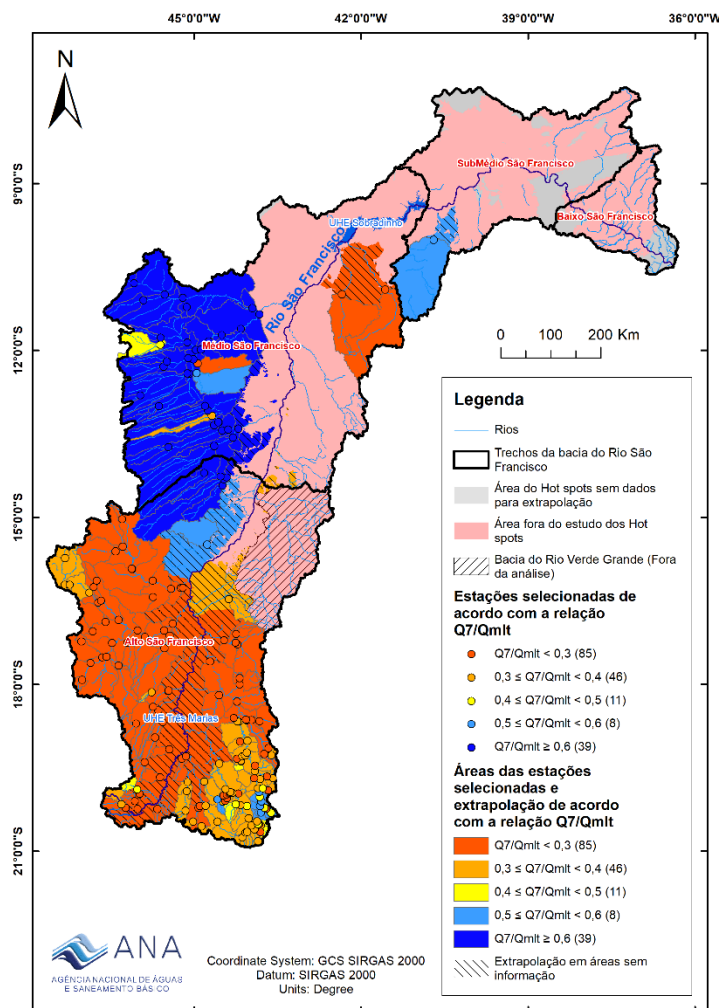 45°0'0"W
42°0'0"W
39°0'0"W
36°0'0"W
N
9°0'0"S
12°0'0"S
15°0'0"S
18°0'0"S
21°0'0"S
SubMédio São Francisco
Baixo São Francisco
UHE Sobradinho
Rio São Francisco
Médio São Francisco
Alto São Francisco
UHE Três Marias
0 100 200 Km
Legenda
Rios
Trechos da bacia do Rio São
Francisco
Área do Hot spots sem dados
para extrapolação
Área fora do estudo dos Hot
spots
Bacia do Rio Verde Grande (Fora
da análise)
Estações selecionadas de
acordo com a relação
Q7/Qmlt
Q7/Qmlt < 0,3 (85)
0,3 ≤ Q7/Qmlt < 0,4 (46)
0,4 ≤ Q7/Qmlt < 0,5 (11)
0,5 ≤ Q7/Qmlt < 0,6 (8)
Q7/Qmlt ≥ 0,6 (39)
Áreas das estações
selecionadas e
extrapolação de acordo
com a relação Q7/Qmlt
Q7/Qmlt < 0,3 (85)
0,3 ≤ Q7/Qmlt < 0,4 (46)
0,4 ≤ Q7/Qmlt < 0,5 (11)
0,5 ≤ Q7/Qmlt < 0,6 (8)
Q7/Qmlt ≥ 0,6 (39)
Extrapolação em áreas sem
informação
ANA
AGÊNCIA NACIONAL DE ÁGUAS
E SANEAMENTO BÁSICO
Coordinate System: GCS SIRGAS 2000
Datum: SIRGAS 2000
Units: Degree